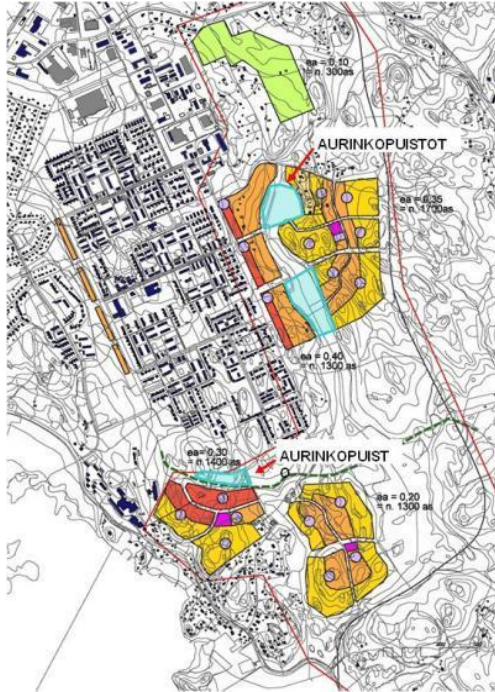 ea = 0,10
= n. 300as
AURINKOPUISTOT
ea = 0,35
= n. 1700as
ea = 0,40
= n. 1300 as
ea= 0,30
= n.1400 as
AURINKOPUIST
O
ea = 0,20
= n. 1300 as